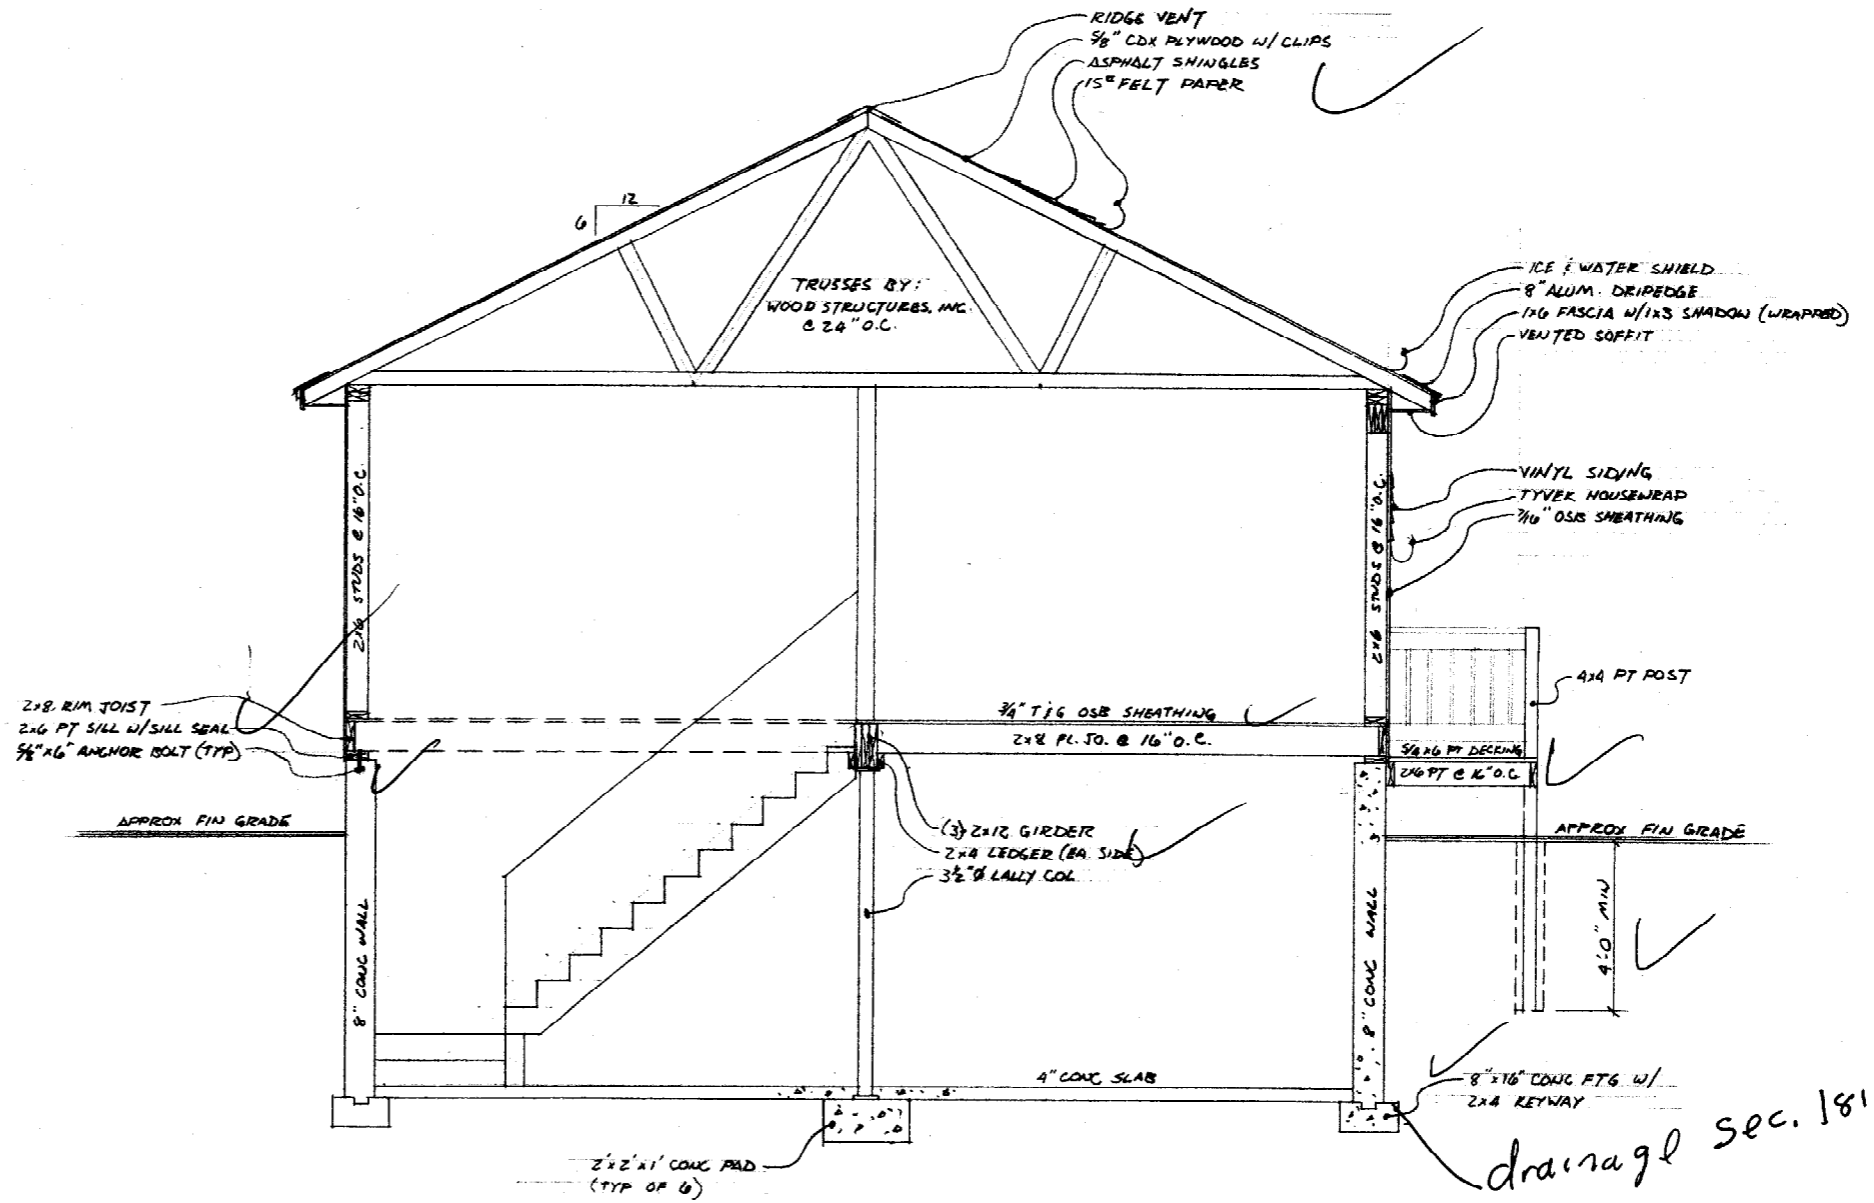 RIDGE VENT
5/8" CDX PLYWOOD W/ CLIPS
ASPHALT SHINGLES
15# FELT PAPER
12
6
TRUSSES BY:
WOOD STRUCTURES, INC.
@ 24" O.C.
ICE & WATER SHIELD
8" ALUM. DRIPEDGE
1x6 FASCIA W/1x3 SHADOW (WRAPPED)
VENTED SOFFIT
2x6 STUDS @ 16" O.C.
2x6 STUDS @ 16" O.C.
VINYL SIDING
TYVEK HOUSEWRAP
7/16" OSB SHEATHING
4x4 PT POST
2x8 RIM JOIST
2x6 PT SILL W/SILL SEAL
5/8"x6" ANCHOR BOLT (TYP)
3/4" T&G OSB SHEATHING
2x8 FL. JO. @ 16" O.C.
5/4x6 PT DECKING
2x6 PT @ 16" O.C.
APPROX FIN GRADE
APPROX FIN GRADE
(3) 2x12 GIRDER
2x4 LEDGER (EA. SIDE)
3½"Ø LALLY COL
8" CONC WALL
8" CONC WALL
4'-0" MIN
4" CONC SLAB
8"x16" CONC FTG W/
2x4 KEYWAY
2'x2'x1' CONC PAD
(TYP OF 6)
drainage sec. 181